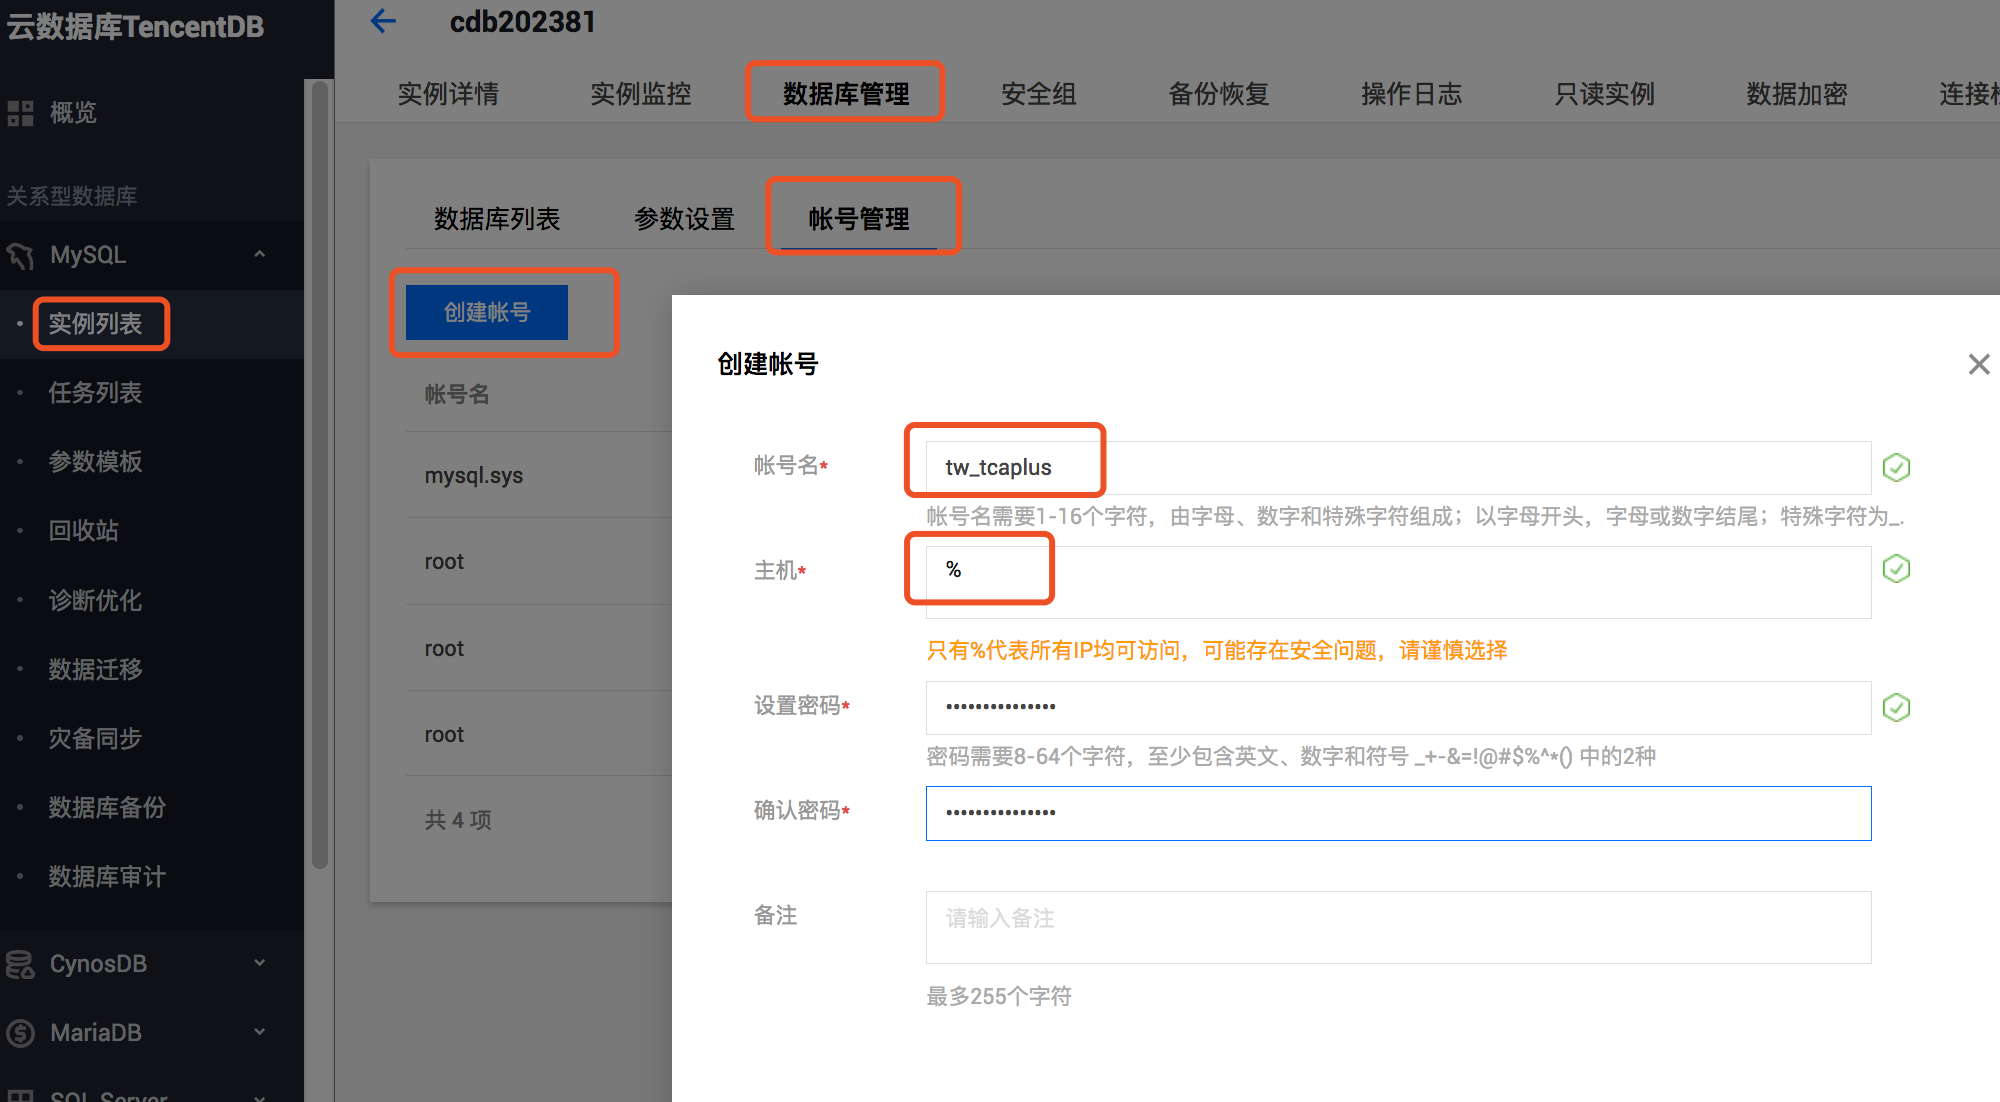 云数据库TencentDB
概览
关系型数据库
MySQL
实例列表
任务列表
参数模板
回收站
诊断优化
数据迁移
灾备同步
数据库备份
数据库审计
CynosDB
MariaDB
SQL Server
cdb202381
实例详情 实例监控 数据库管理 安全组 备份恢复 操作日志 只读实例 数据加密 连接检
数据库列表 参数设置 帐号管理
创建帐号
帐号名
mysql.sys
root
root
root
共 4 项
创建帐号
帐号名* tw_tcaplus
帐号名需要1-16个字符，由字母、数字和特殊字符组成；以字母开头，字母或数字结尾；特殊字符为_.
主机* %
只有%代表所有IP均可访问，可能存在安全问题，请谨慎选择
设置密码* •••••••••••••••
密码需要8-64个字符，至少包含英文、数字和符号 _+-&=!@#$%^*() 中的2种
确认密码* •••••••••••••••
备注 请输入备注
最多255个字符